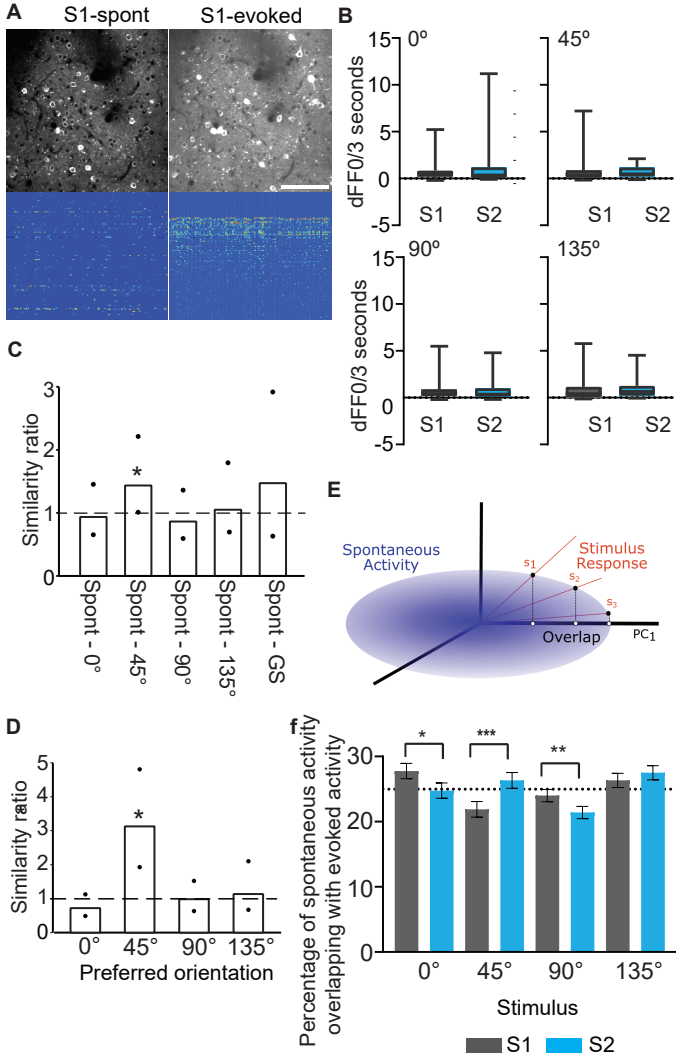 A
S1-spont
S1-evoked
B
0º
45º
15
10
5
0
-5
dFF0/3 seconds
S1
S2
S1
S2
90º
135º
15
10
5
0
-5
dFF0/3 seconds
S1
S2
S1
S2
C
3
2
1
0
Similarity ratio
Spont - 0°
Spont - 45°
Spont - 90°
Spont - 135°
Spont - GS
*
E
Spontaneous
Activity
Stimulus
Response
s1
s2
s3
Overlap
PC1
D
5
4
3
2
1
0
Similarity ratio
*
0°
45°
90°
135°
Preferred orientation
f
Percentage of spontaneous activity
overlapping with evoked activity
30
20
10
0
*
***
**
0°
45°
90°
135°
Stimulus
S1
S2